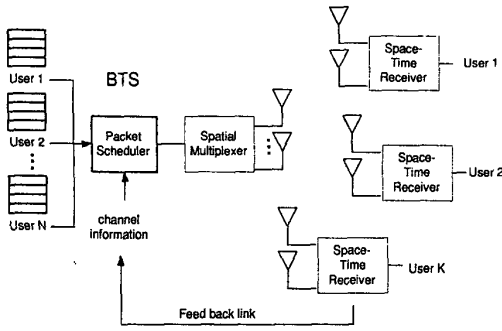 User 1
User 2
User N
BTS
Packet
Scheduler
Spatial
Multiplexer
channel
information
Feed back link
Space-
Time
Receiver
User 1
Space-
Time
Receiver
User 2
Space-
Time
Receiver
User K